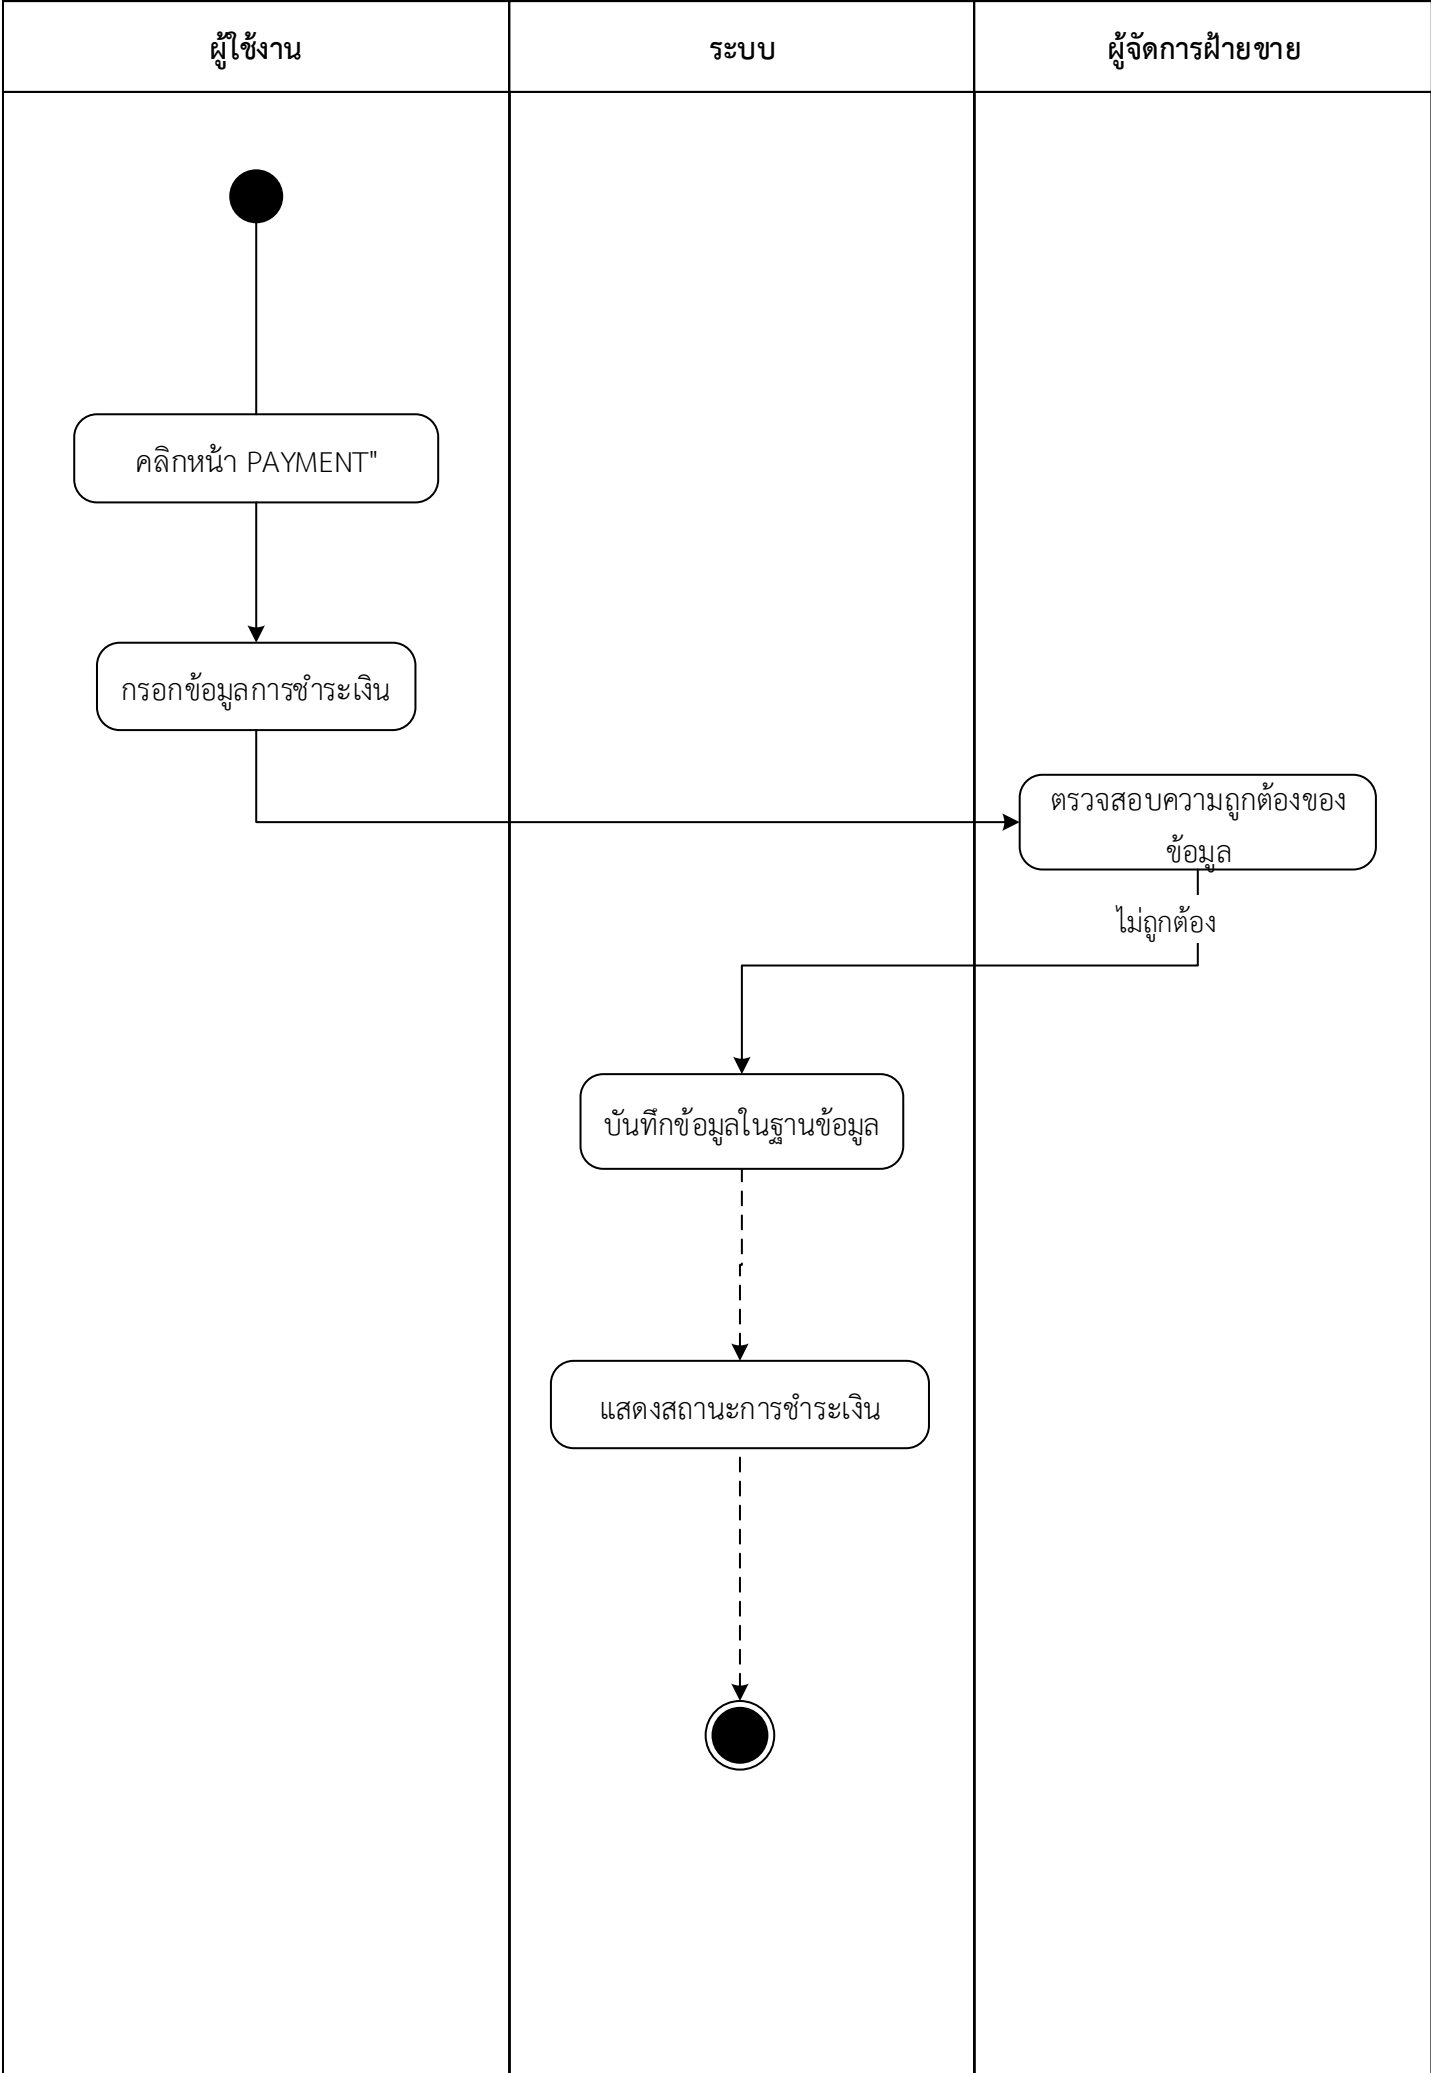 ผู้ใช้งาน
ระบบ
ผู้จัดการฝ่ายขาย
คลิกหน้า PAYMENT"
กรอกข้อมูลการชำระเงิน
ตรวจสอบความถูกต้องของ
ข้อมูล
ไม่ถูกต้อง
บันทึกข้อมูลในฐานข้อมูล
แสดงสถานะการชำระเงิน